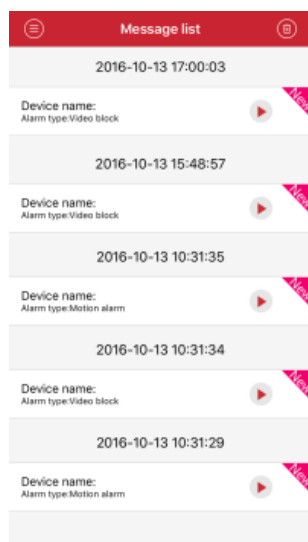 Message list
2016-10-13 17:00:03
New
Device name:
Alarm type:Video block
2016-10-13 15:48:57
New
Device name:
Alarm type:Video block
2016-10-13 10:31:35
New
Device name:
Alarm type:Motion alarm
2016-10-13 10:31:34
New
Device name:
Alarm type:Video block
2016-10-13 10:31:29
New
Device name:
Alarm type:Motion alarm